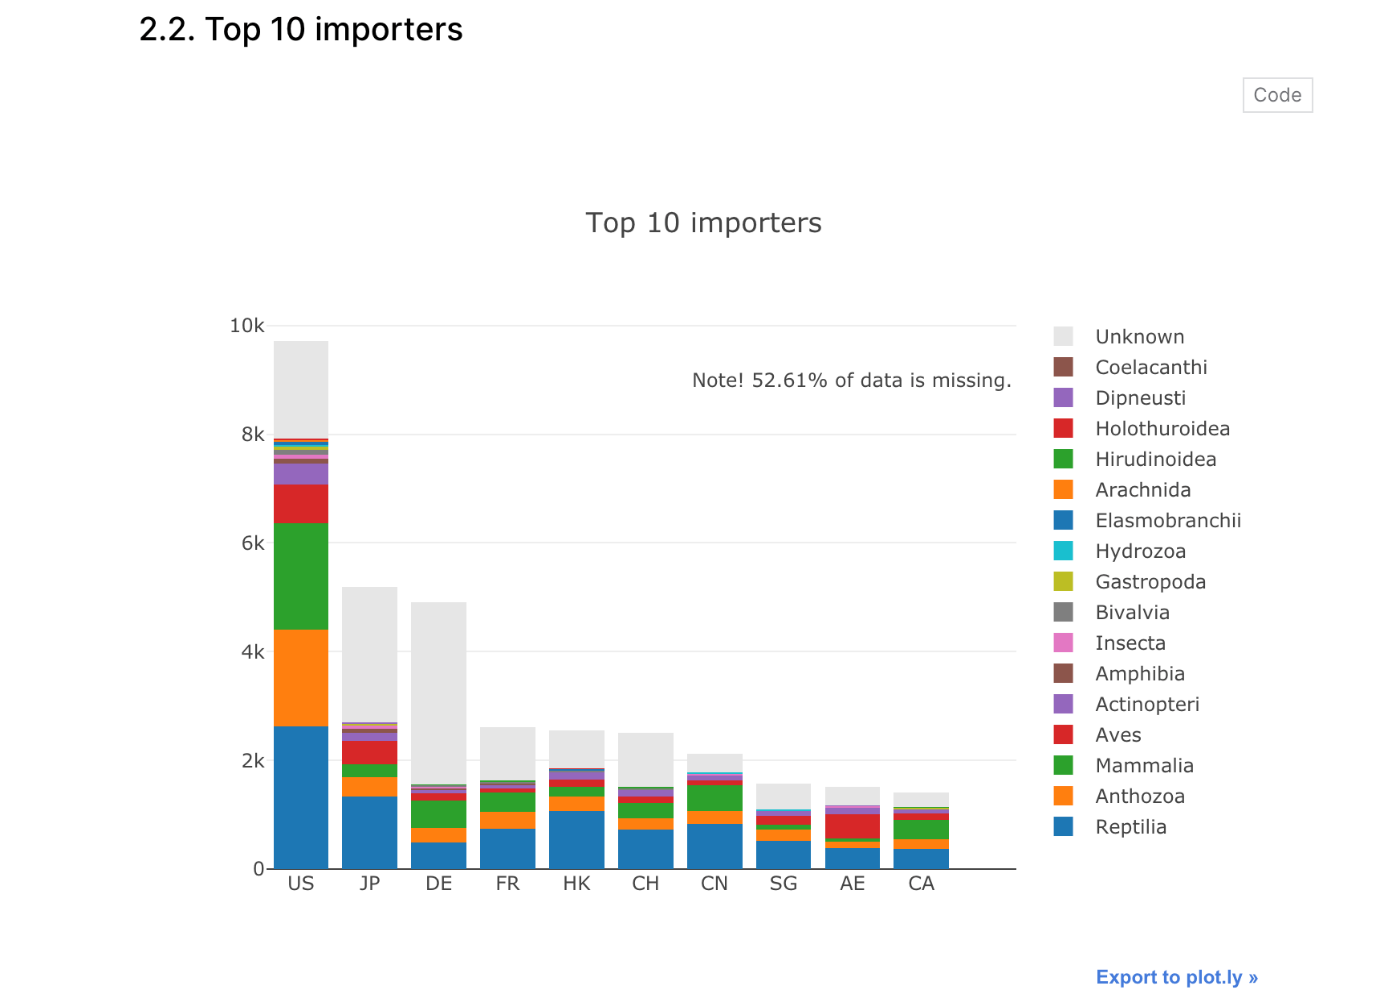 2.2. Top 10 importers
Code
Top 10 importers
10k
8k
6k
4k
2k
0
Note! 52.61% of data is missing.
US JP DE FR HK CH CN SG AE CA
Unknown
Coelacanthi
Dipneusti
Holothuroidea
Hirudinoidea
Arachnida
Elasmobranchii
Hydrozoa
Gastropoda
Bivalvia
Insecta
Amphibia
Actinopteri
Aves
Mammalia
Anthozoa
Reptilia
Export to plot.ly »